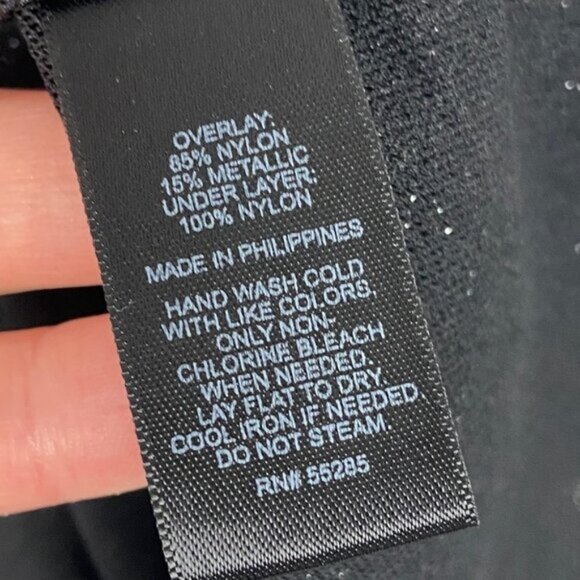 OVERLAY:
85% NYLON
15% METALLIC
UNDER LAYER:
100% NYLON
MADE IN PHILIPPINES
HAND WASH COLD
WITH LIKE COLORS,
ONLY NON-
CHLORINE BLEACH
WHEN NEEDED.
LAY FLAT TO DRY.
COOL IRON IF NEEDED.
DO NOT STEAM.
RN# 55285